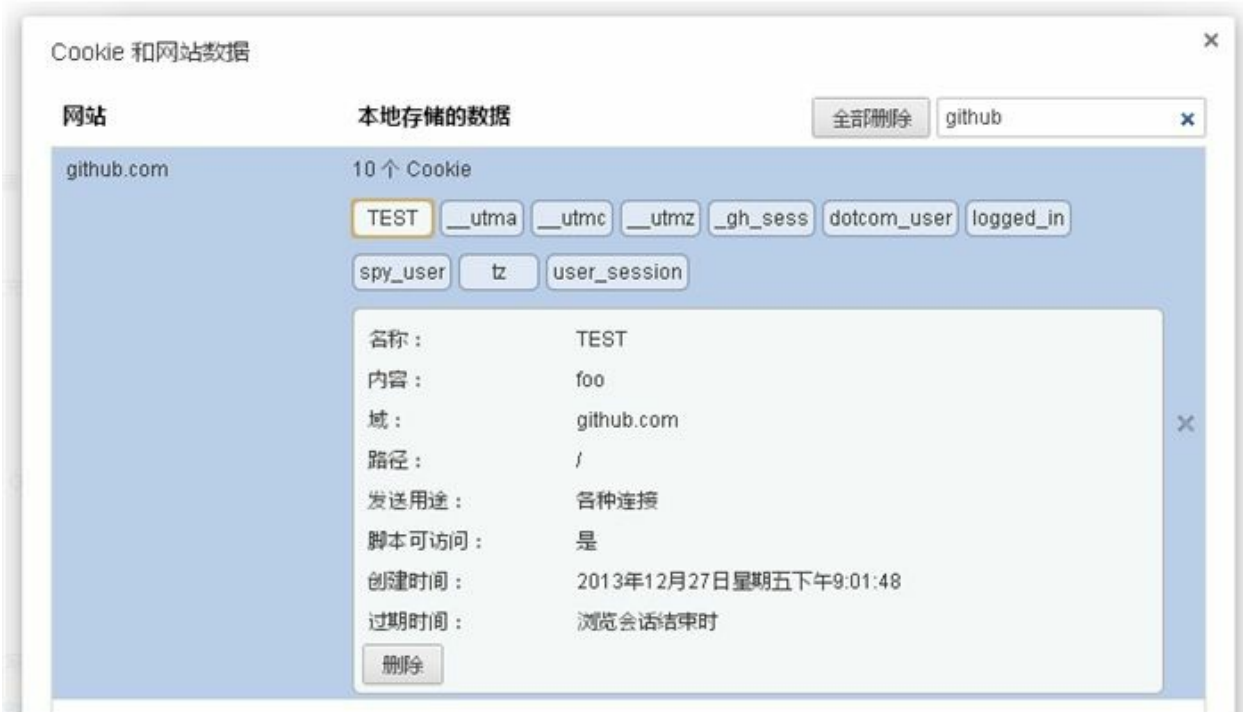 Cookie 和网站数据
网站 本地存储的数据 全部删除 github
github.com 10 个 Cookie
TEST __utma __utmc __utmz _gh_sess dotcom_user logged_in
spy_user tz user_session
名称： TEST
内容： foo
域： github.com
路径： /
发送用途： 各种连接
脚本可访问： 是
创建时间： 2013年12月27日星期五下午9:01:48
过期时间： 浏览会话结束时
删除